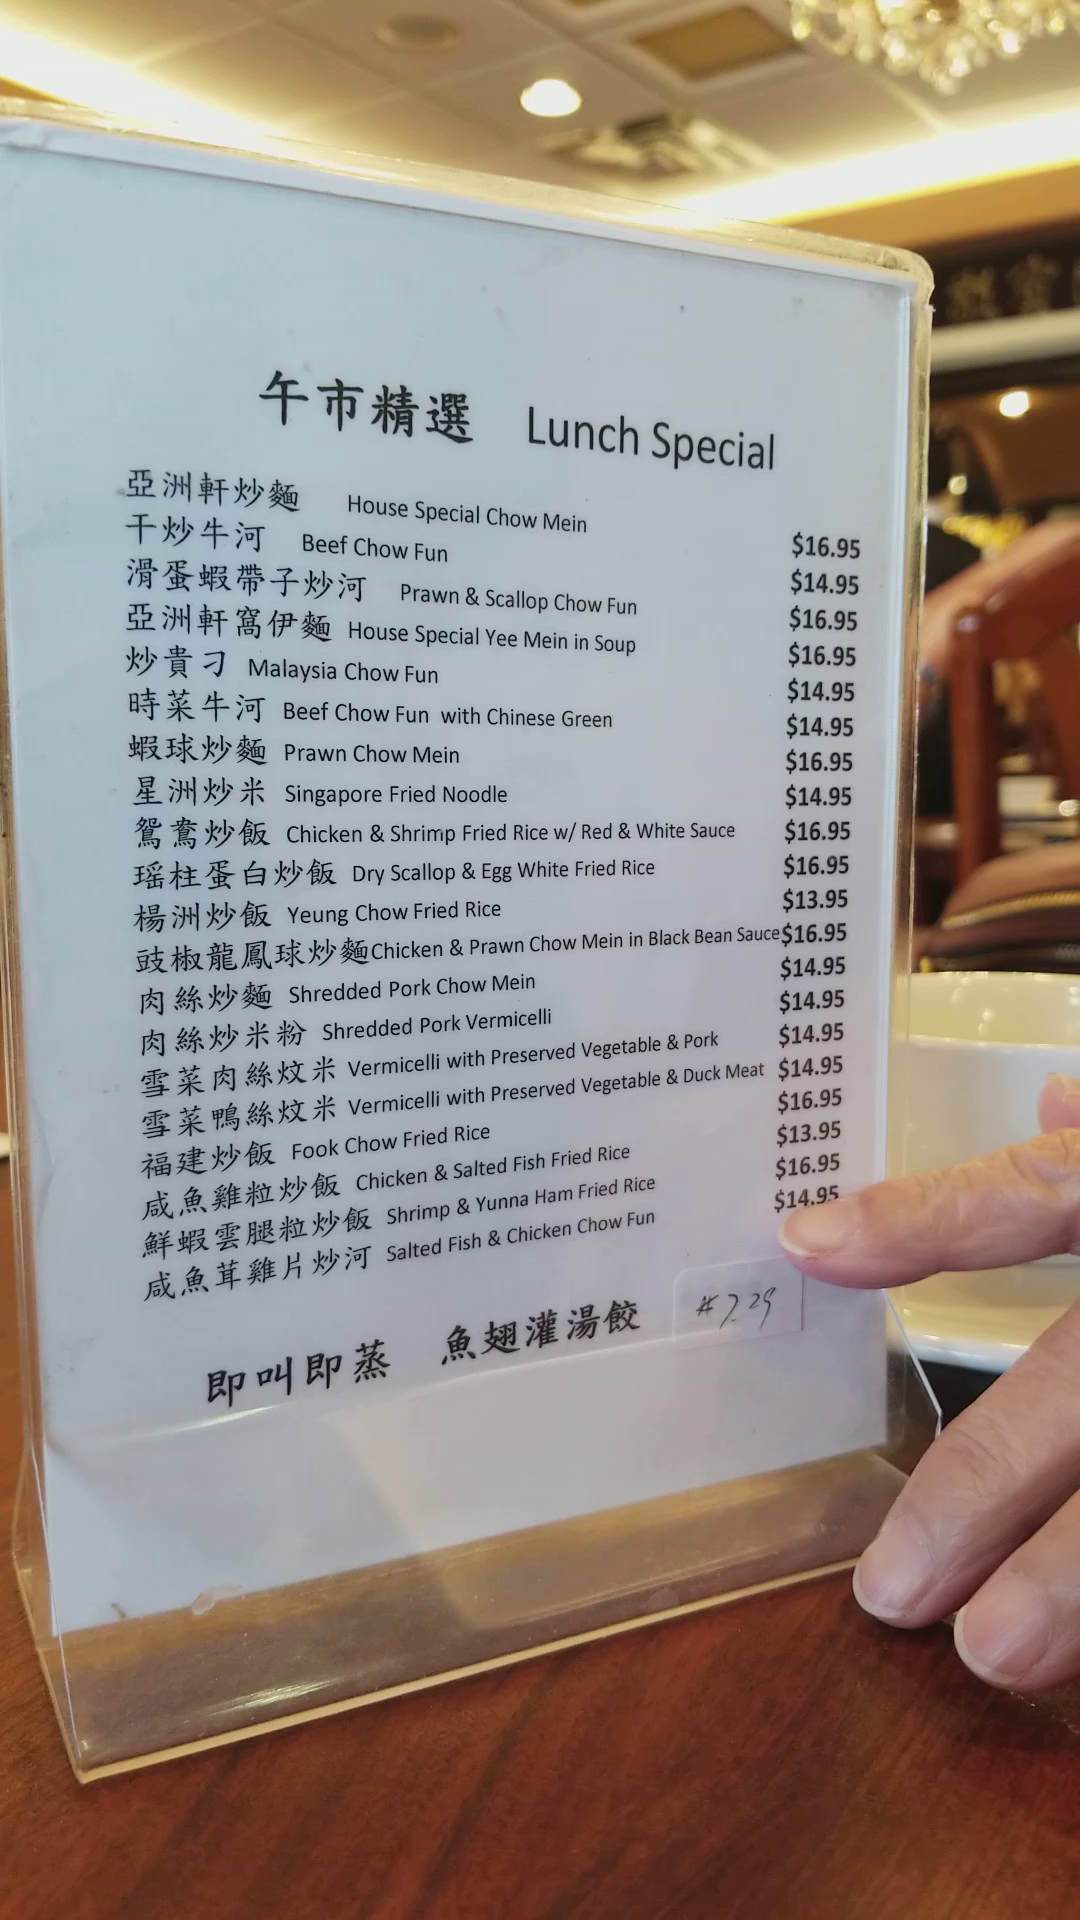 午市精選 Lunch Special
亞洲軒炒麵 House Special Chow Mein $16.95
干炒牛河 Beef Chow Fun $14.95
滑蛋蝦帶子炒河 Prawn & Scallop Chow Fun $16.95
亞洲軒窩伊麵 House Special Yee Mein in Soup $16.95
炒貴刁 Malaysia Chow Fun $14.95
時菜牛河 Beef Chow Fun with Chinese Green $14.95
蝦球炒麵 Prawn Chow Mein $16.95
星洲炒米 Singapore Fried Noodle $14.95
鴛鴦炒飯 Chicken & Shrimp Fried Rice w/ Red & White Sauce $16.95
瑶柱蛋白炒飯 Dry Scallop & Egg White Fried Rice $16.95
楊洲炒飯 Yeung Chow Fried Rice $13.95
豉椒龍鳳球炒麵 Chicken & Prawn Chow Mein in Black Bean Sauce $16.95
肉絲炒麵 Shredded Pork Chow Mein $14.95
肉絲炒米粉 Shredded Pork Vermicelli $14.95
雪菜肉絲炆米 Vermicelli with Preserved Vegetable & Pork $14.95
雪菜鴨絲炆米 Vermicelli with Preserved Vegetable & Duck Meat $14.95
福建炒飯 Fook Chow Fried Rice $16.95
咸魚雞粒炒飯 Chicken & Salted Fish Fried Rice $13.95
鮮蝦雲腿粒炒飯 Shrimp & Yunna Ham Fried Rice $16.95
咸魚茸雞片炒河 Salted Fish & Chicken Chow Fun $14.95
即叫即蒸 魚翅灌湯餃 #7.29